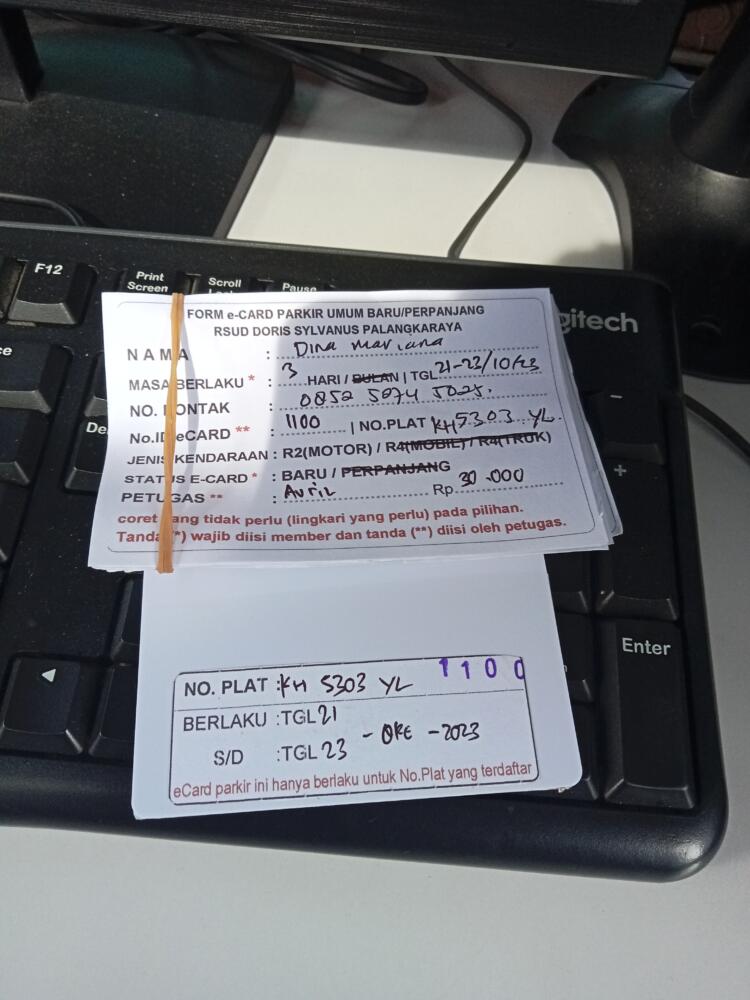 F12
Print
Screen
Scroll
Pause
gitech
FORM e-CARD PARKIR UMUM BARU/PERPANJANG
RSUD DORIS SYLVANUS PALANGKARAYA
NAMA : Dina mariana
MASA BERLAKU * : 3 HARI / BULAN | TGL 21-23/10/23
NO. KONTAK : 0852 5074 5025.
No.ID eCARD ** : 1100 | NO.PLAT KH 5303 YL.
JENIS KENDARAAN : R2(MOTOR) / R4(MOBIL) / R4(TRUK)
STATUS E-CARD * : BARU / PERPANJANG
PETUGAS ** : Avril Rp. 30.000
coret yang tidak perlu (lingkari yang perlu) pada pilihan.
Tanda (*) wajib diisi member dan tanda (**) diisi oleh petugas.
+
Enter
NO. PLAT : KH 5303 YL 1100
BERLAKU : TGL 21
- OKT - 2023
S/D : TGL 23
eCard parkir ini hanya berlaku untuk No.Plat yang terdaftar